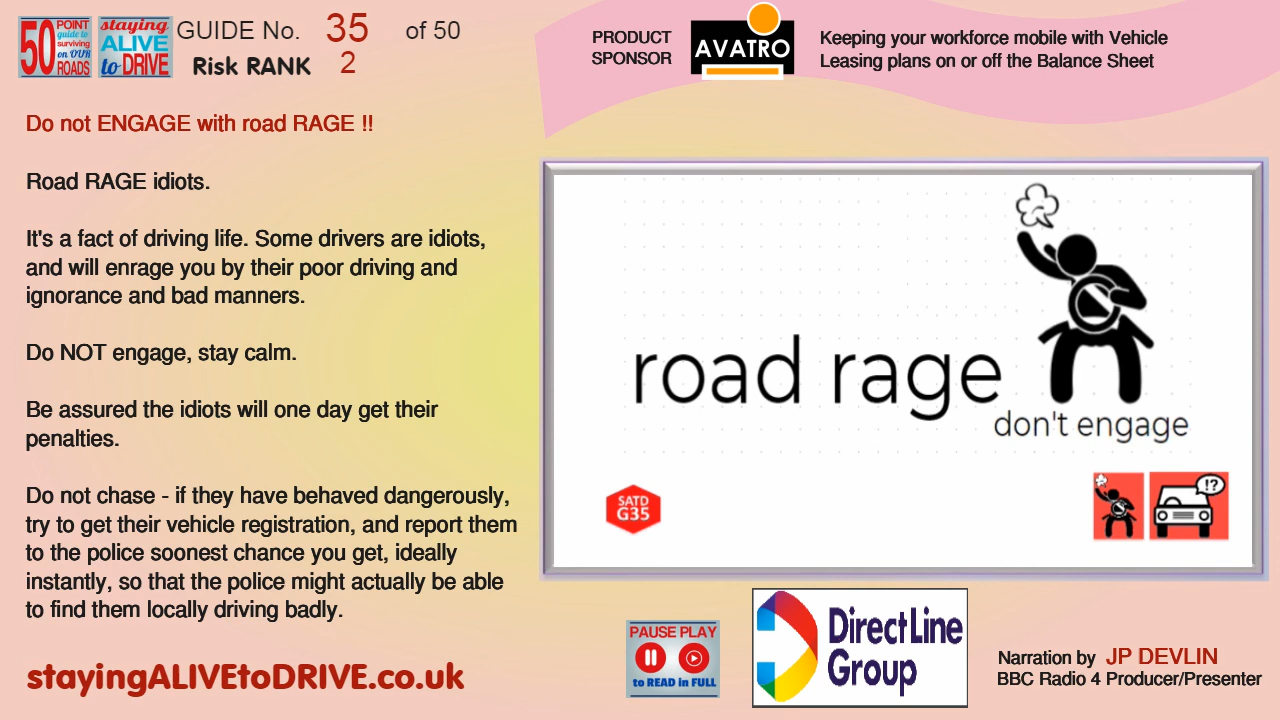 50 POINT
guide to
surviving
on OUR
ROADS
staying
ALIVE
to DRIVE
GUIDE No. 35 of 50
Risk RANK 2
PRODUCT
SPONSOR
AVATRO
Keeping your workforce mobile with Vehicle
Leasing plans on or off the Balance Sheet
Do not ENGAGE with road RAGE !!
Road RAGE idiots.
It's a fact of driving life. Some drivers are idiots,
and will enrage you by their poor driving and
ignorance and bad manners.
Do NOT engage, stay calm.
Be assured the idiots will one day get their
penalties.
Do not chase - if they have behaved dangerously,
try to get their vehicle registration, and report them
to the police soonest chance you get, ideally
instantly, so that the police might actually be able
to find them locally driving badly.
stayingALIVEtoDRIVE.co.uk
road rage
don't engage
SATD
G35
!?
PAUSE PLAY
to READ in FULL
DirectLine
Group
Narration by JP DEVLIN
BBC Radio 4 Producer/Presenter